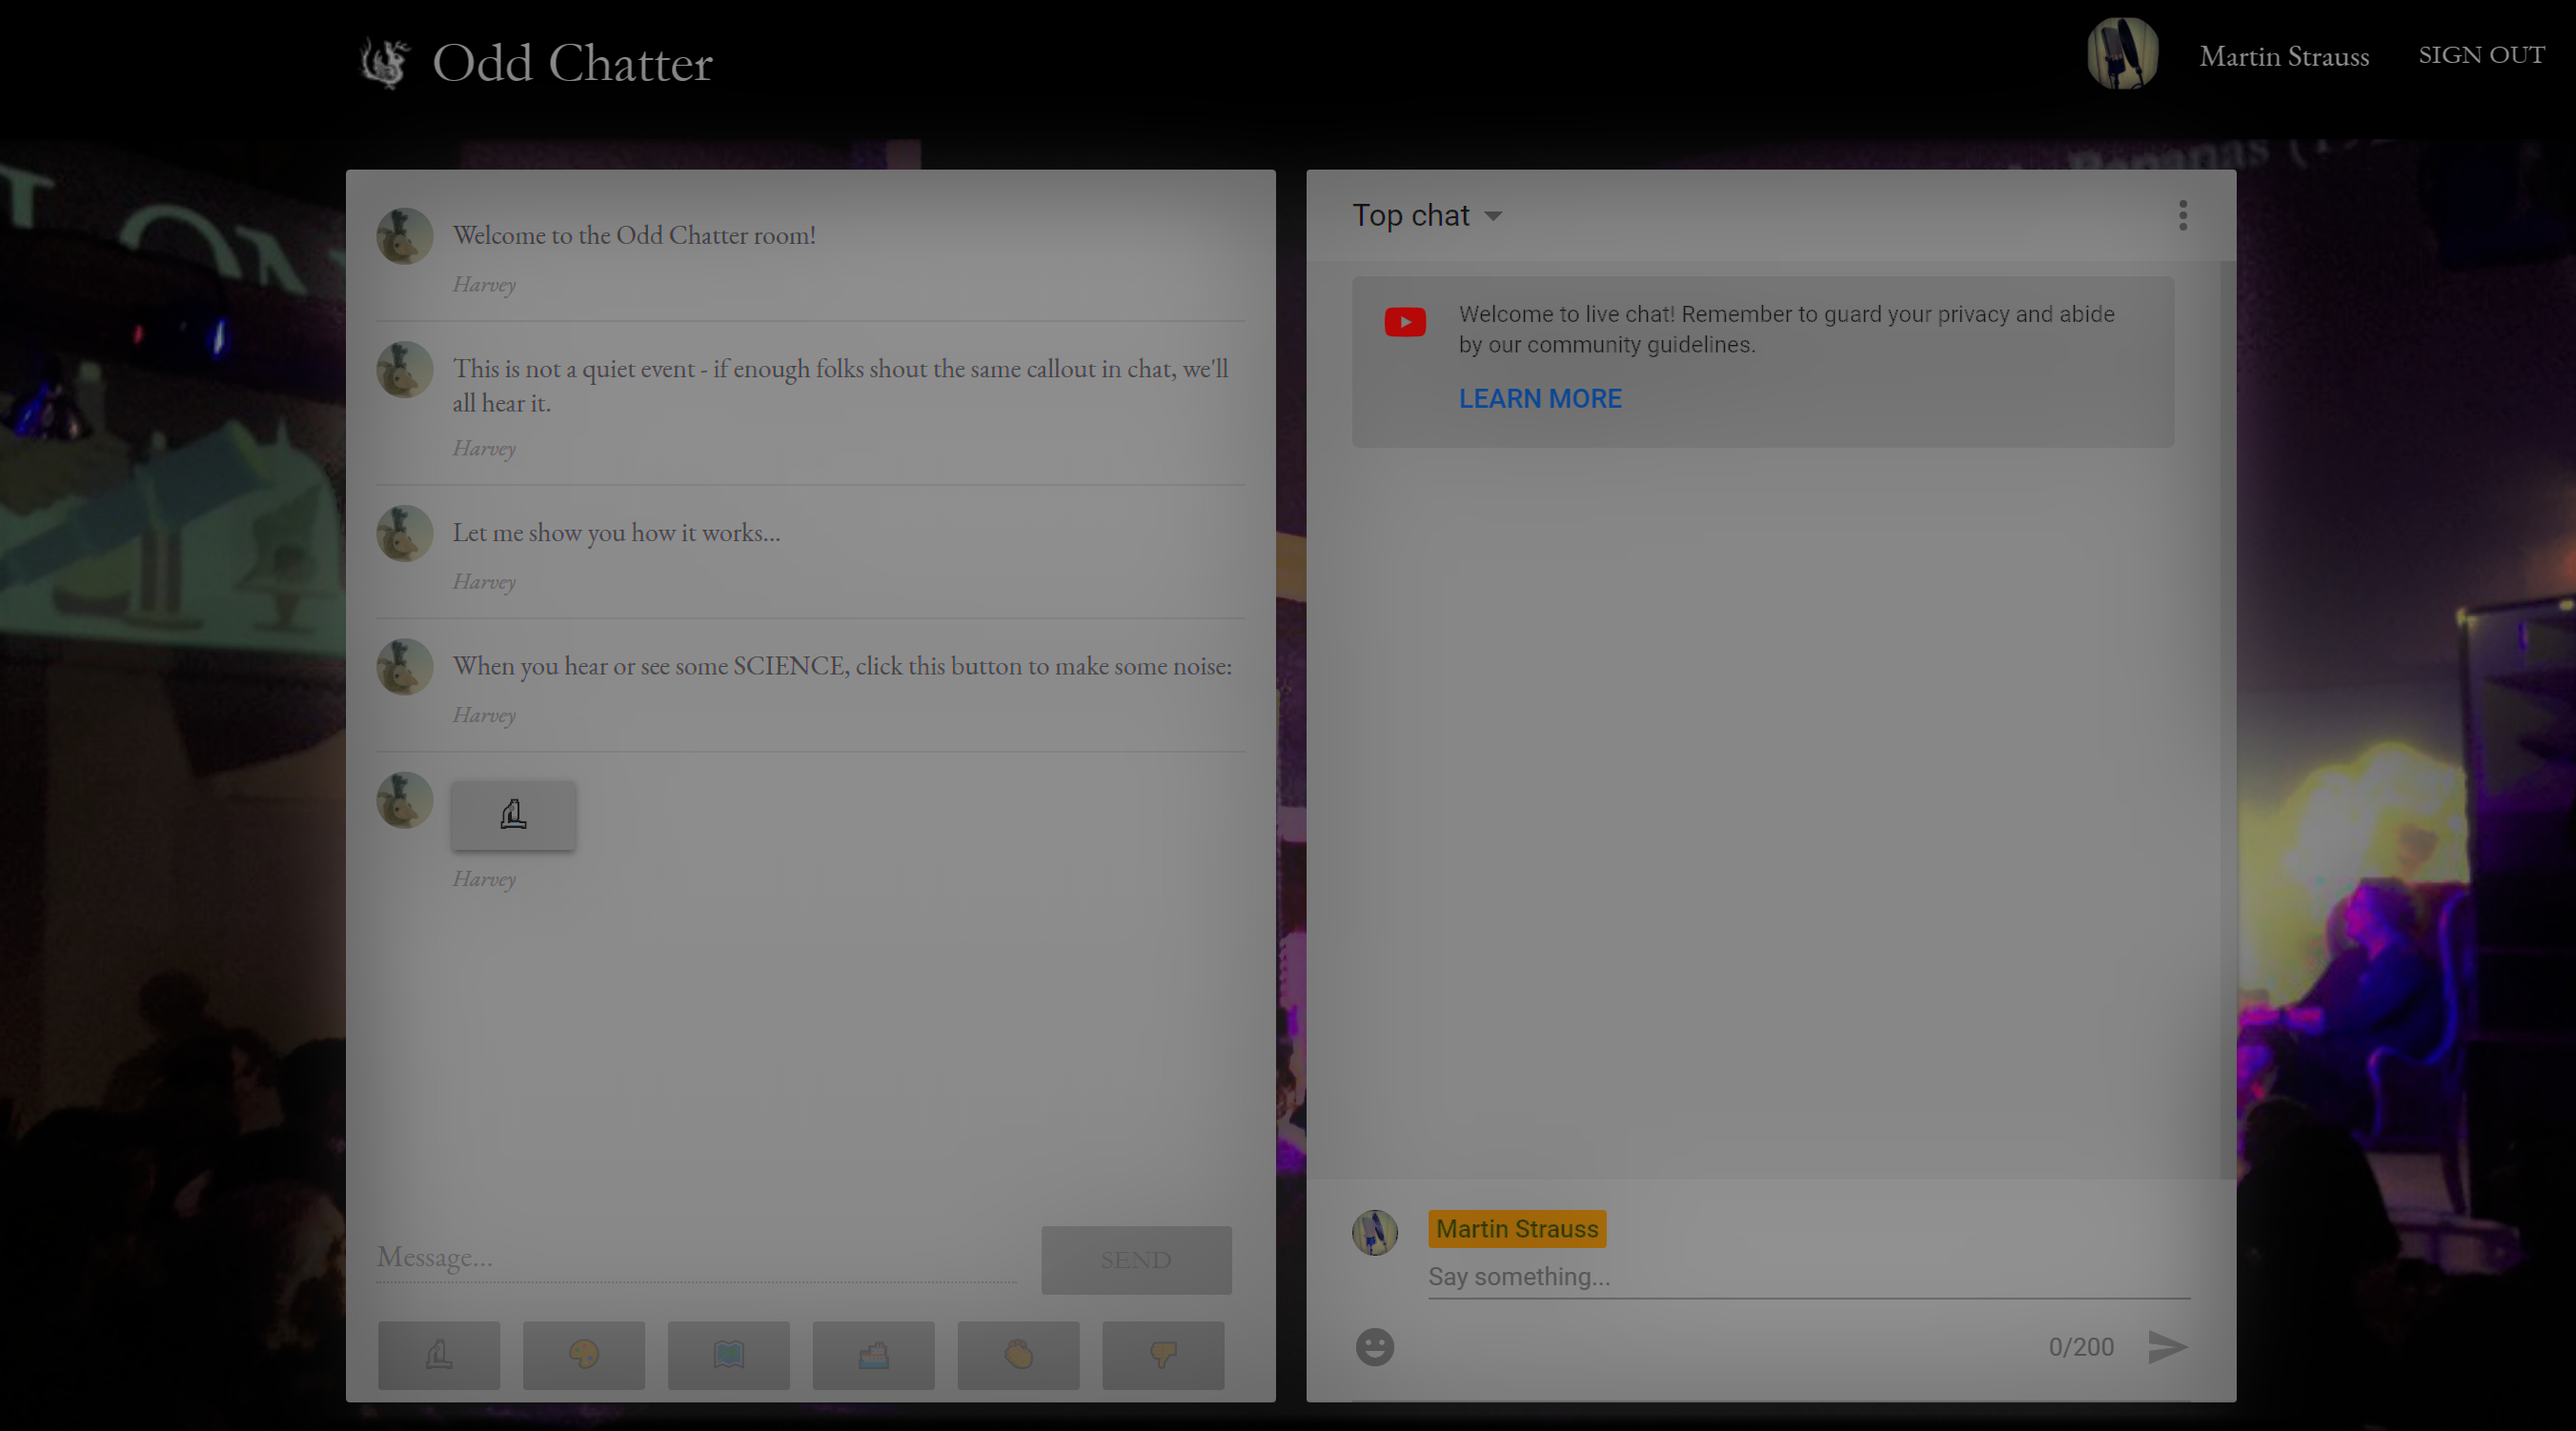 Odd Chatter
Martin Strauss
SIGN OUT
Welcome to the Odd Chatter room!
Harvey
This is not a quiet event - if enough folks shout the same callout in chat, we'll
all hear it.
Harvey
Let me show you how it works...
Harvey
When you hear or see some SCIENCE, click this button to make some noise:
Harvey
Harvey
Message...
SEND
Top chat
Welcome to live chat! Remember to guard your privacy and abide
by our community guidelines.
LEARN MORE
Martin Strauss
Say something...
0/200